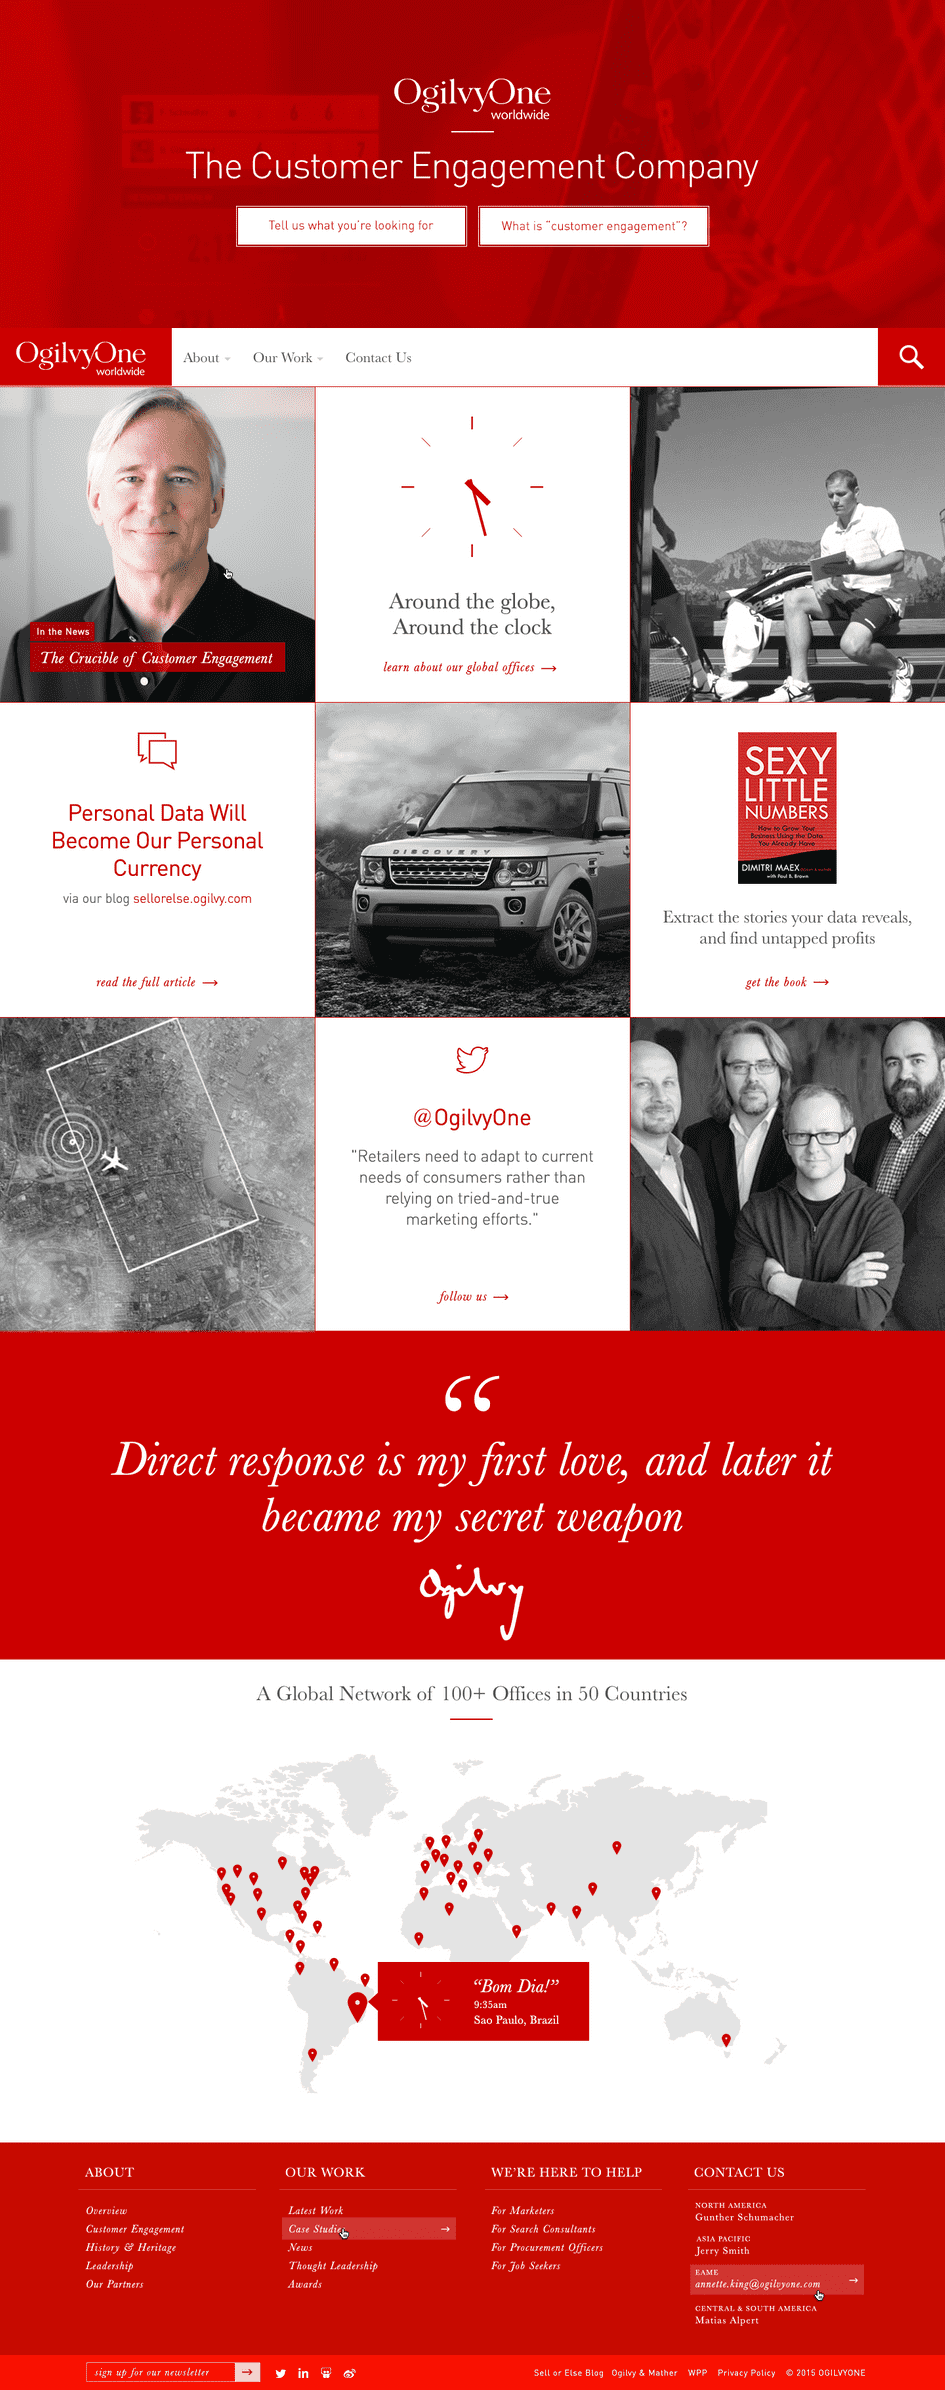 OgilvyOne
worldwide
The Customer Engagement Company
Tell us what you're looking for
What is "customer engagement"?
OgilvyOne
worldwide
About
Our Work
Contact Us
In the News
The Crucible of Customer Engagement
Around the globe,
Around the clock
learn about our global offices →
Personal Data Will
Become Our Personal
Currency
via our blog sellorelse.ogilvy.com
read the full article →
DISCOVERY
SEXY
LITTLE
NUMBERS
How to Grow Your
Business Using the Data
You Already Have
DIMITRI MAEX
with Paul B. Brown
Extract the stories your data reveals,
and find untapped profits
get the book →
@OgilvyOne
"Retailers need to adapt to current
needs of consumers rather than
relying on tried-and-true
marketing efforts."
follow us →
“
Direct response is my first love, and later it
became my secret weapon
Ogilvy
A Global Network of 100+ Offices in 50 Countries
“Bom Dia!”
9:35am
Sao Paulo, Brazil
ABOUT
Overview
Customer Engagement
History & Heritage
Leadership
Our Partners
OUR WORK
Latest Work
Case Studies →
News
Thought Leadership
Awards
WE'RE HERE TO HELP
For Marketers
For Search Consultants
For Procurement Officers
For Job Seekers
CONTACT US
NORTH AMERICA
Gunther Schumacher
ASIA PACIFIC
Jerry Smith
EAME
annette.king@ogilvyone.com →
CENTRAL & SOUTH AMERICA
Matias Alpert
sign up for our newsletter →
in
Sell or Else Blog Ogilvy & Mather WPP Privacy Policy © 2015 OGILVYONE